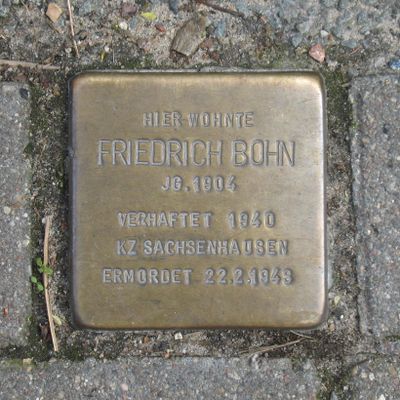 HIER WOHNTE
FRIEDRICH BOHN
JG. 1904
VERHAFTET 1940
KZ SACHSENHAUSEN
ERMORDET 22.2.1943